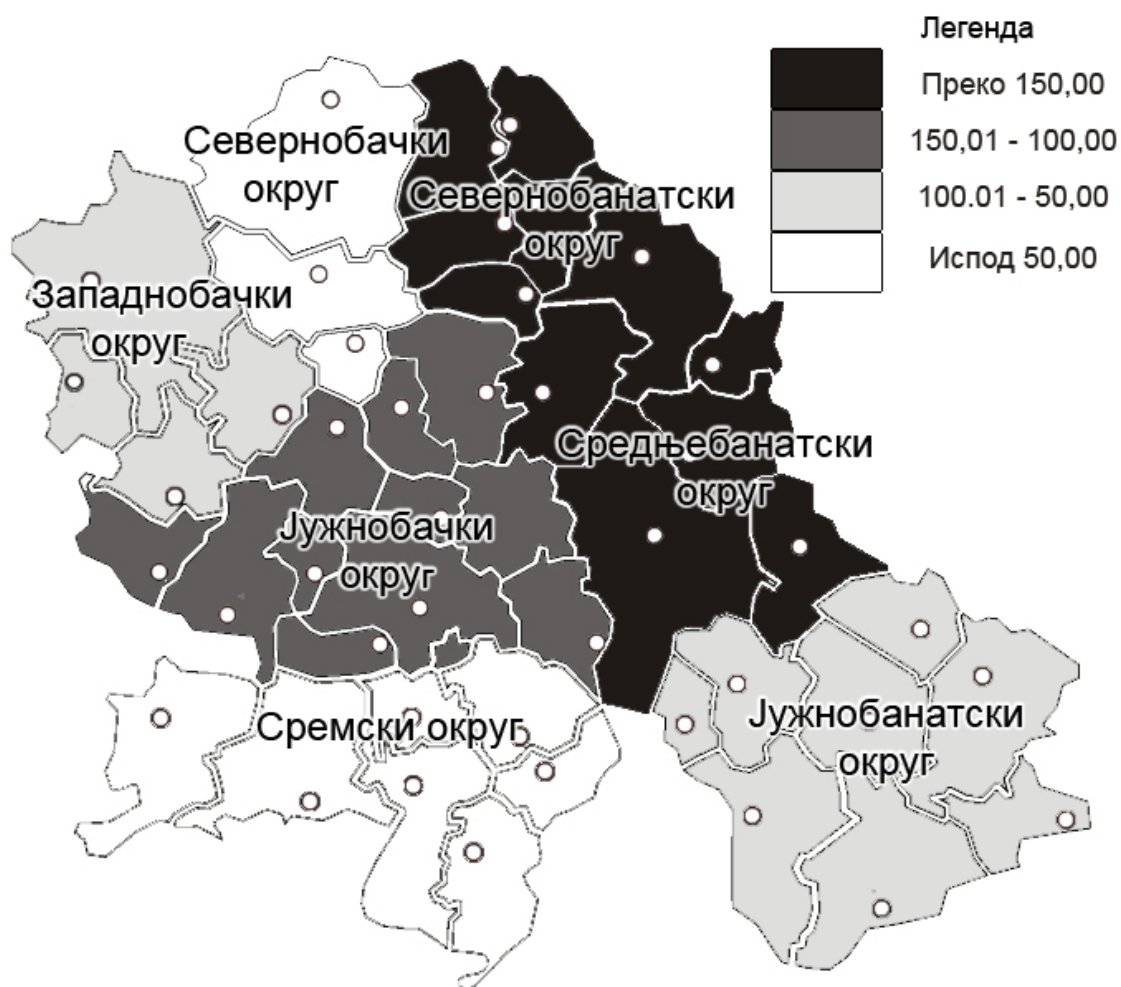 Легенда
Преко 150,00
150,01 - 100,00
100.01 - 50,00
Испод 50,00
Севернобачки
округ
Севернобанатски
округ
Западнобачки
округ
Средњебанатски
округ
Јужнобачки
округ
Сремски округ
Јужнобанатски
округ